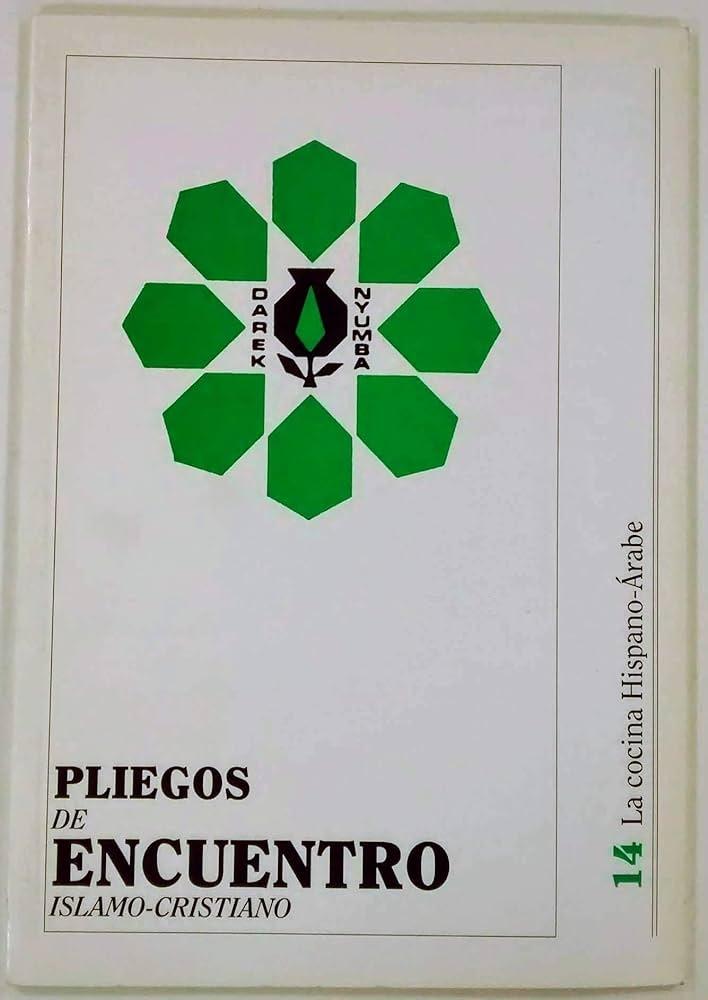 DAREK
NYUMBA
PLIEGOS
DE
ENCUENTRO
ISLAMO-CRISTIANO
14 La cocina Hispano-Árabe